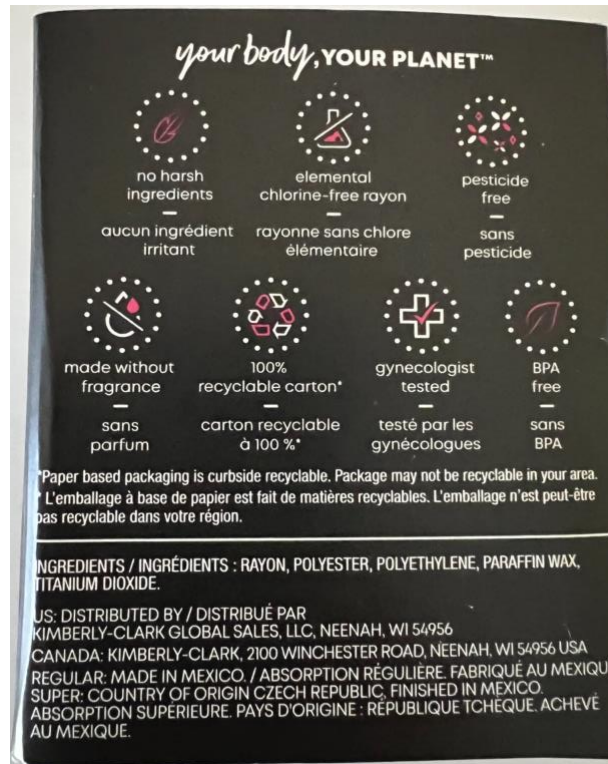 your body, YOUR PLANET™
no harsh
ingredients
—
aucun ingrédient
irritant
elemental
chlorine-free rayon
—
rayonne sans chlore
élémentaire
pesticide
free
—
sans
pesticide
made without
fragrance
—
sans
parfum
100%
recyclable carton*
—
carton recyclable
à 100 %*
gynecologist
tested
—
testé par les
gynécologues
BPA
free
—
sans
BPA
*Paper based packaging is curbside recyclable. Package may not be recyclable in your area.
* L'emballage à base de papier est fait de matières recyclables. L'emballage n'est peut-être
pas recyclable dans votre région.
INGREDIENTS / INGRÉDIENTS : RAYON, POLYESTER, POLYETHYLENE, PARAFFIN WAX,
TITANIUM DIOXIDE.
US: DISTRIBUTED BY / DISTRIBUÉ PAR
KIMBERLY-CLARK GLOBAL SALES, LLC, NEENAH, WI 54956
CANADA: KIMBERLY-CLARK, 2100 WINCHESTER ROAD, NEENAH, WI 54956 USA
REGULAR: MADE IN MEXICO. / ABSORPTION RÉGULIÈRE. FABRIQUÉ AU MEXIQU
SUPER: COUNTRY OF ORIGIN CZECH REPUBLIC, FINISHED IN MEXICO.
ABSORPTION SUPÉRIEURE. PAYS D'ORIGINE : RÉPUBLIQUE TCHÈQUE. ACHEVÉ
AU MEXIQUE.